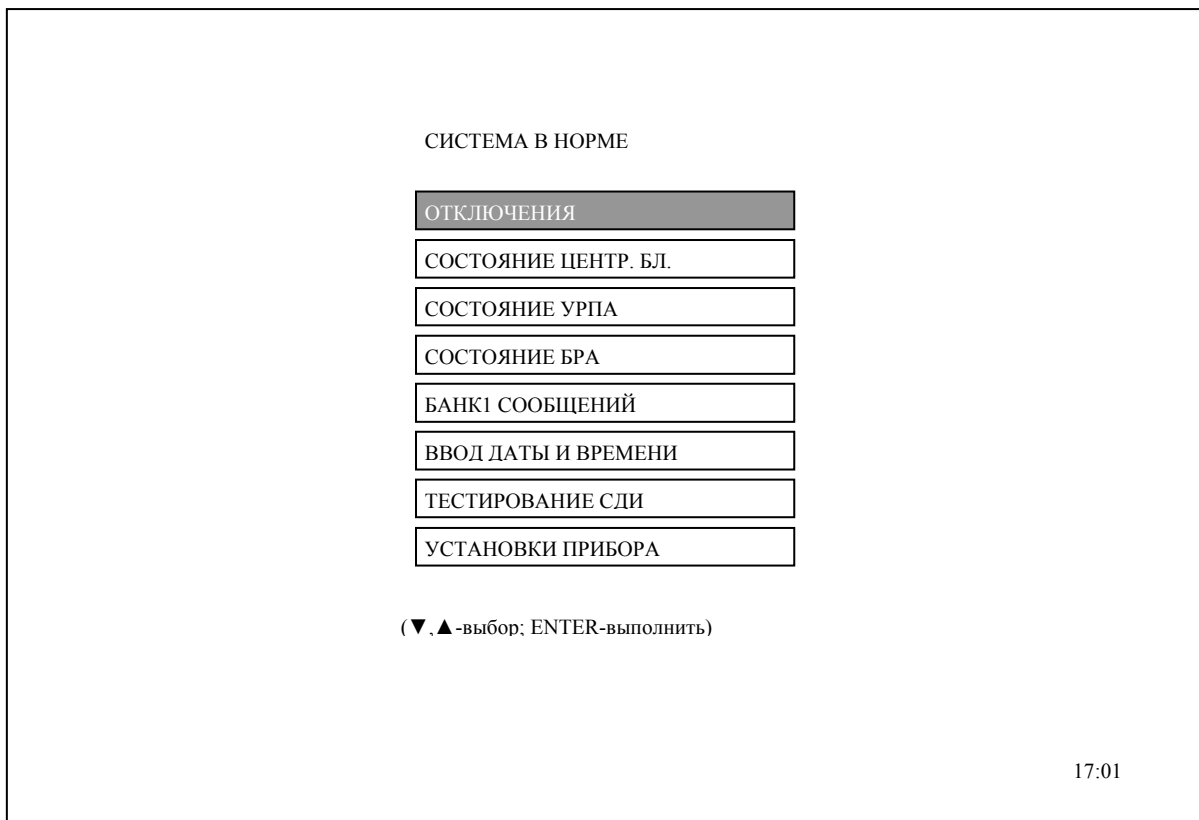 СИСТЕМА В НОРМЕ
ОТКЛЮЧЕНИЯ
СОСТОЯНИЕ ЦЕНТР. БЛ.
СОСТОЯНИЕ УРПА
СОСТОЯНИЕ БРА
БАНК1 СООБЩЕНИЙ
ВВОД ДАТЫ И ВРЕМЕНИ
ТЕСТИРОВАНИЕ СДИ
УСТАНОВКИ ПРИБОРА
(▼,▲-выбор; ENTER-выполнить)
17:01